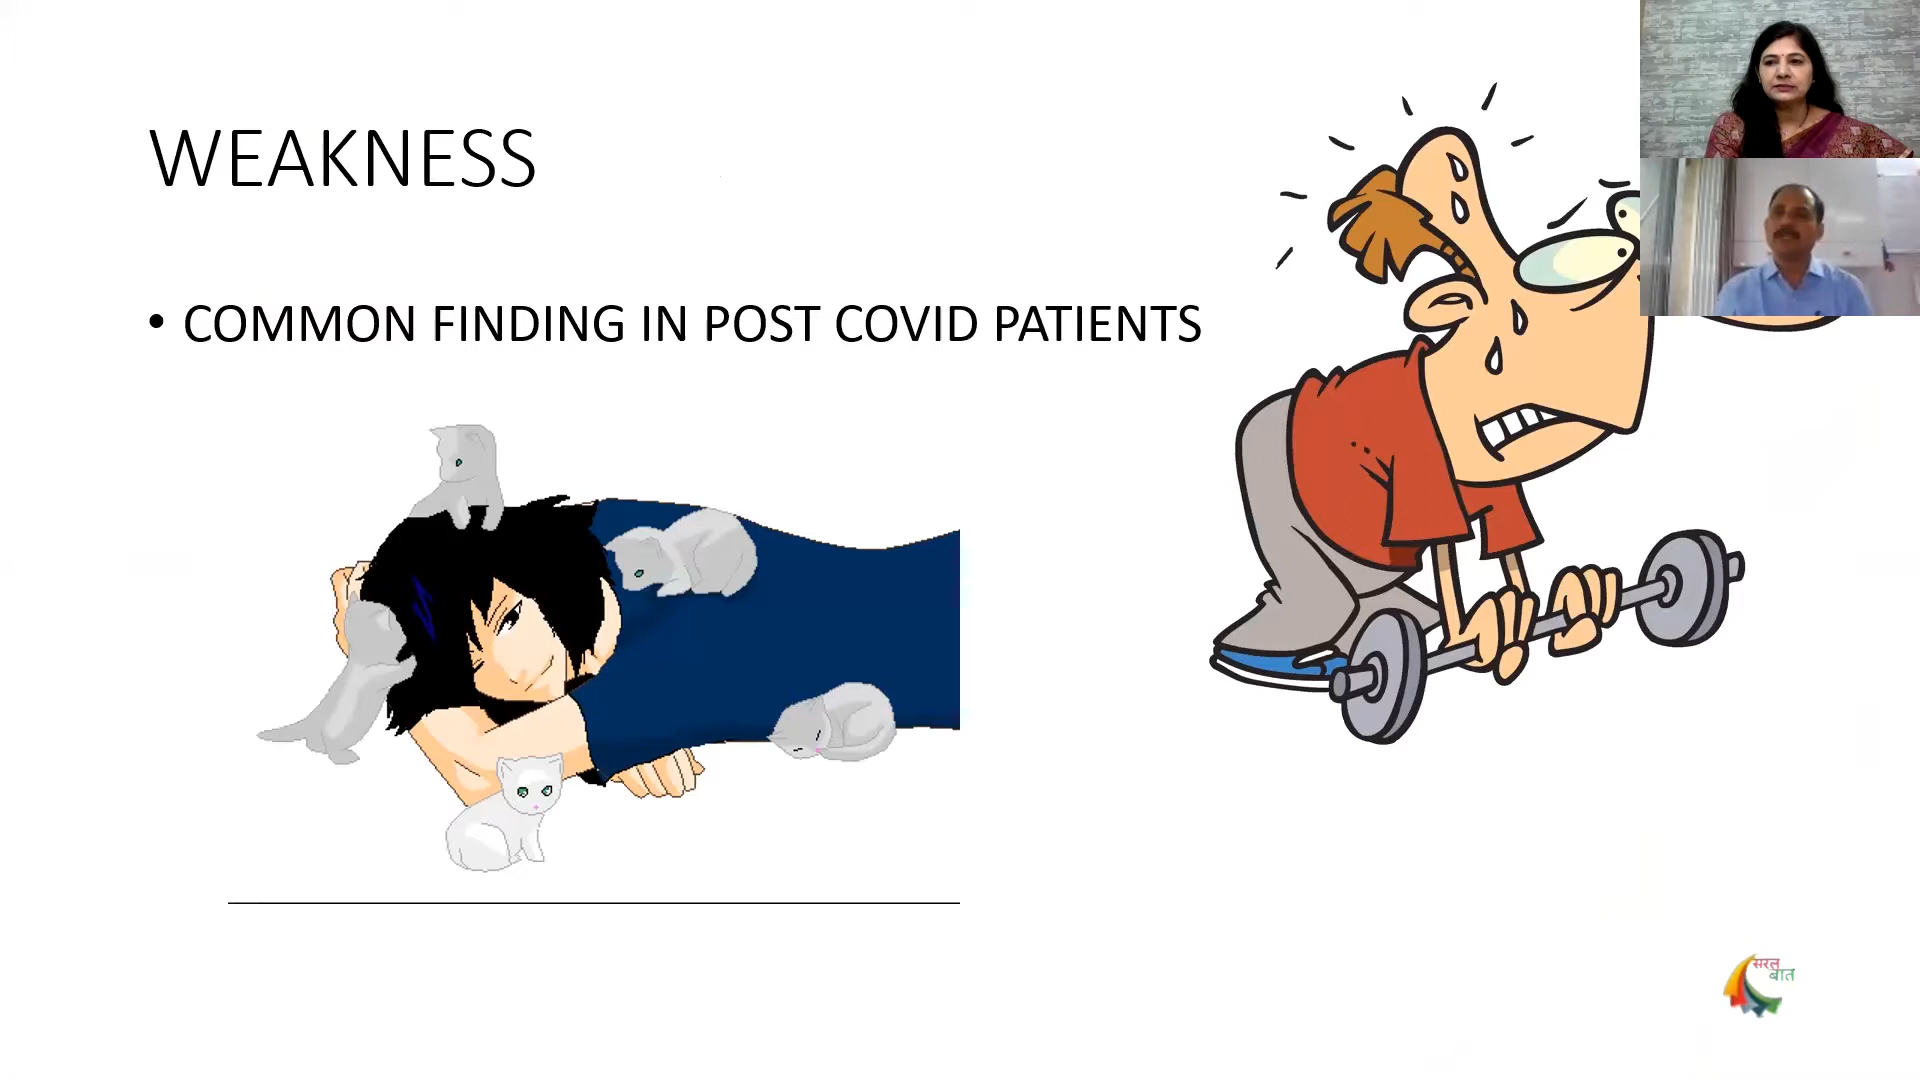 WEAKNESS
• COMMON FINDING IN POST COVID PATIENTS
सरल
बात